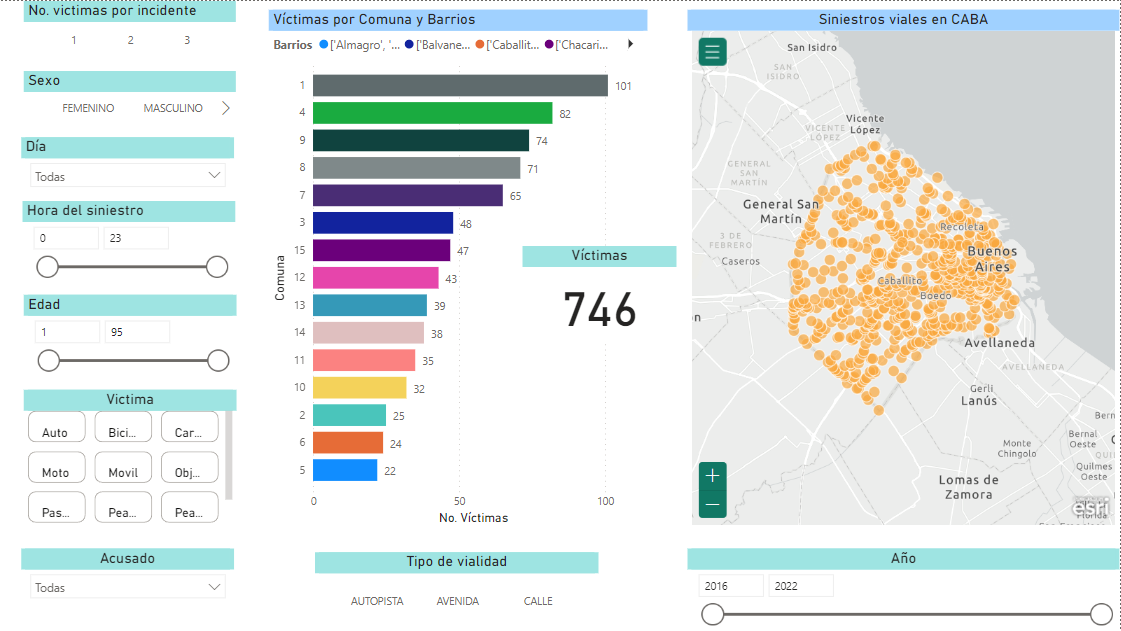 No. victimas por incidente
1 2 3
Sexo
FEMENINO MASCULINO
Día
Todas
Hora del siniestro
0 23
Edad
1 95
Victima
Auto Bici... Car...
Moto Movil Obj...
Pas... Pea... Pea...
Acusado
Todas
Víctimas por Comuna y Barrios
Barrios ['Almagro', '... ['Balvane... ['Caballit... ['Chacari...
Comuna
1 101
4 82
9 74
8 71
7 65
3 48
15 47
12 43
13 39
14 38
11 35
10 32
2 25
6 24
5 22
0 50 100
No. Víctimas
Víctimas
746
Tipo de vialidad
AUTOPISTA AVENIDA CALLE
Siniestros viales en CABA
San Isidro
SAN
ISIDRO
Vicente
López
VICENTE
LÓPEZ
GENERAL
SAN
MARTÍN
General San
Martín
3 DE
FEBRERO
Caseros
Recoleta
Buenos
Aires
Caballito
Boedo
Avellaneda
AVELLANEDA
Gerli
Lanús
Monte
Chingolo
Bernal
Oeste
Quilmes
Oeste
Lomas de
Zamora
esri
Año
2016 2022